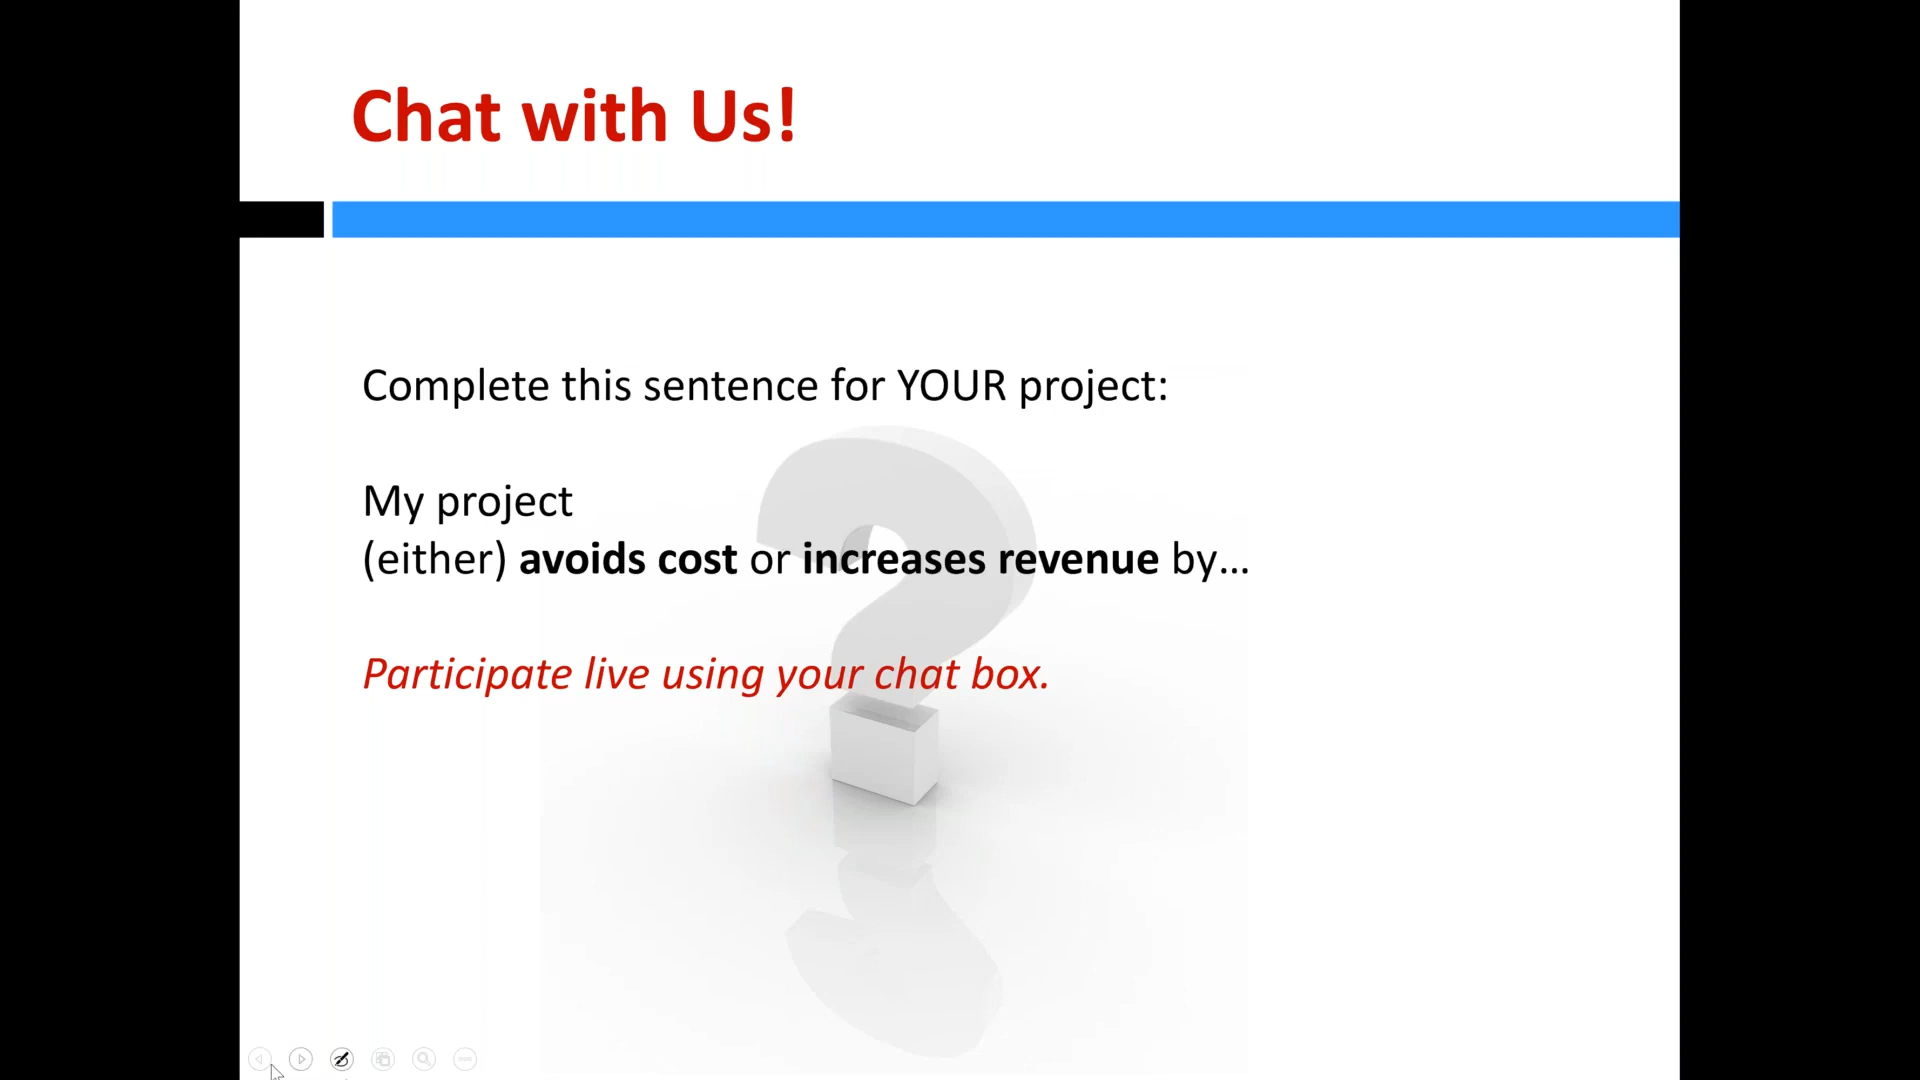 Chat with Us!
Complete this sentence for YOUR project:
My project
(either) avoids cost or increases revenue by...
Participate live using your chat box.